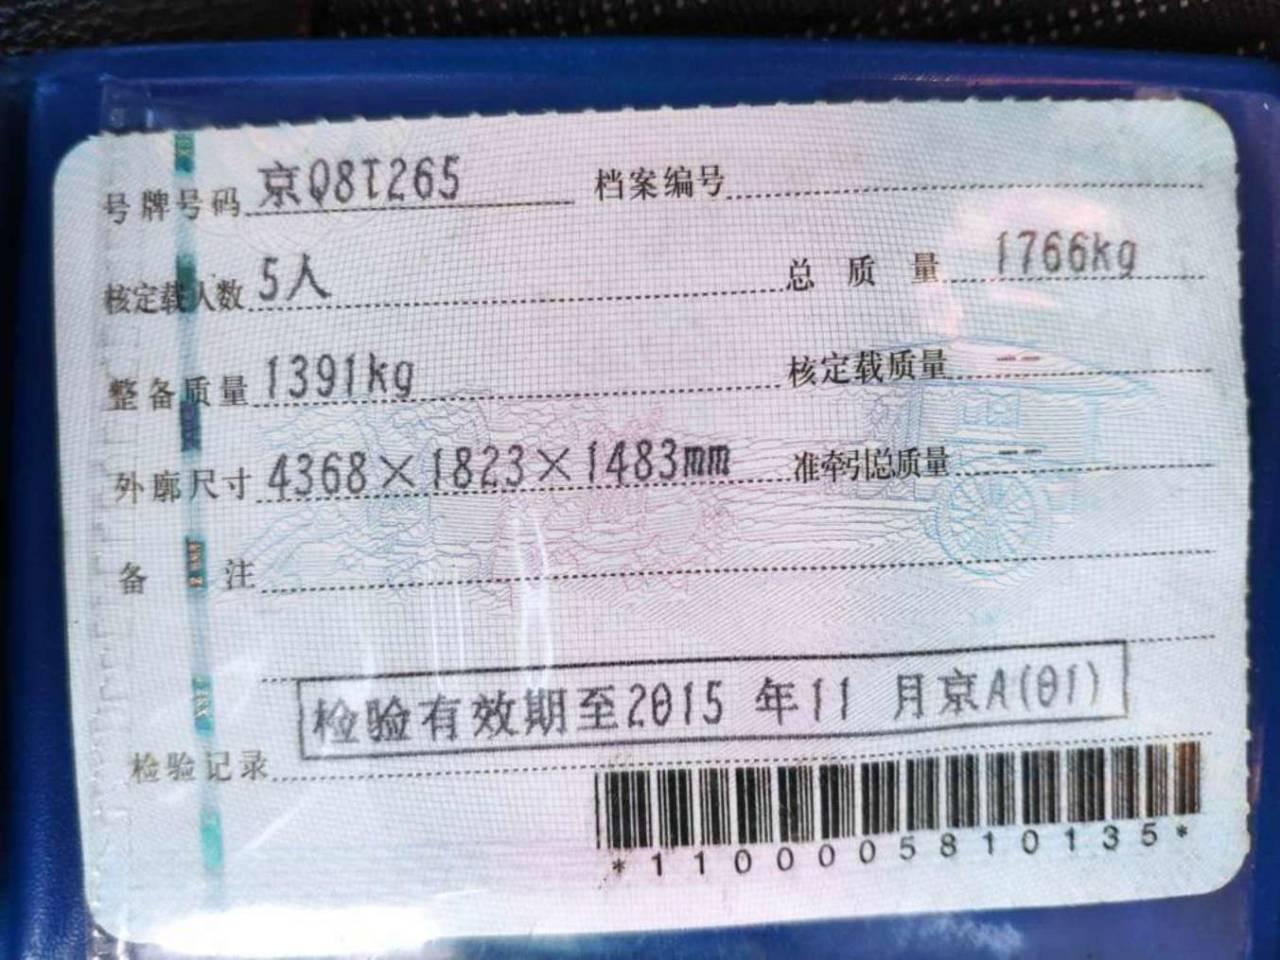 号牌号码 京Q8T265 档案编号
核定载人数 5人 总质量 1766kg
整备质量 1391kg 核定载质量 --
外廓尺寸 4368×1823×1483mm 准牵引总质量 --
备注
检验有效期至2015 年11 月京A(01)
检验记录
*1100005810135*